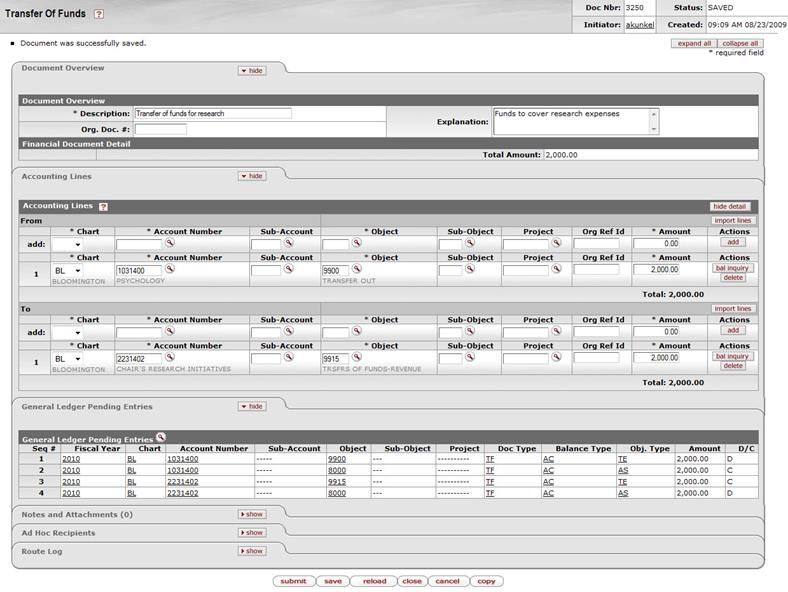 Transfer Of Funds ?
Doc Nbr: 3250 Status: SAVED
Initiator: akunkel Created: 09:09 AM 08/23/2009
Document was successfully saved.
expand all collapse all
* required field
Document Overview hide
Document Overview
* Description: Transfer of funds for research Explanation: Funds to cover research expenses
Org. Doc. #:
Financial Document Detail
Total Amount: 2,000.00
Accounting Lines hide
Accounting Lines ? hide detail
From import lines
* Chart * Account Number Sub-Account * Object Sub-Object Project Org Ref Id * Amount Actions
add: 0.00 add
* Chart * Account Number Sub-Account * Object Sub-Object Project Org Ref Id * Amount Actions
1 BL 1031400 9900 2,000.00 bal inquiry delete
BLOOMINGTON PSYCHOLOGY TRANSFER OUT
Total: 2,000.00
To import lines
* Chart * Account Number Sub-Account * Object Sub-Object Project Org Ref Id * Amount Actions
add: 0.00 add
* Chart * Account Number Sub-Account * Object Sub-Object Project Org Ref Id * Amount Actions
1 BL 2231402 9915 2,000.00 bal inquiry delete
BLOOMINGTON CHAIR'S RESEARCH INITIATIVES TRSFRS OF FUNDS-REVENUE
Total: 2,000.00
General Ledger Pending Entries hide
General Ledger Pending Entries
Seq # Fiscal Year Chart Account Number Sub-Account Object Sub-Object Project Doc Type Balance Type Obj. Type Amount D/C
1 2010 BL 1031400 ----- 9900 --- ---------- TF AC TE 2,000.00 D
2 2010 BL 1031400 ----- 8000 --- ---------- TF AC AS 2,000.00 C
3 2010 BL 2231402 ----- 9915 --- ---------- TF AC TE 2,000.00 C
4 2010 BL 2231402 ----- 8000 --- ---------- TF AC AS 2,000.00 D
Notes and Attachments (0) show
Ad Hoc Recipients show
Route Log show
submit save reload close cancel copy